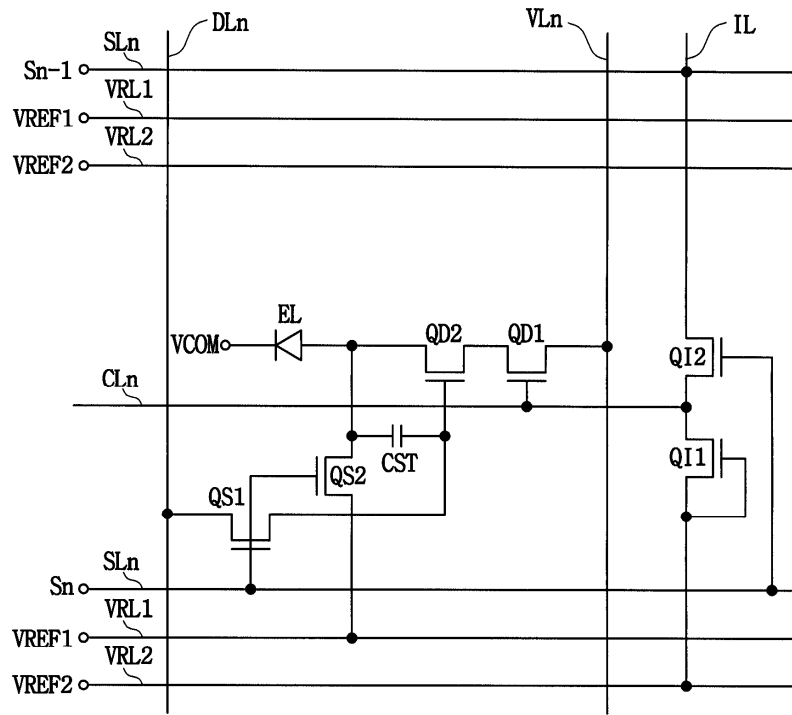 DLn
VLn
IL
SLn
Sn-1
VRL1
VREF1
VRL2
VREF2
EL
QD2
QD1
VCOM
QI2
CLn
CST
QS2
QI1
QS1
SLn
Sn
VRL1
VREF1
VRL2
VREF2